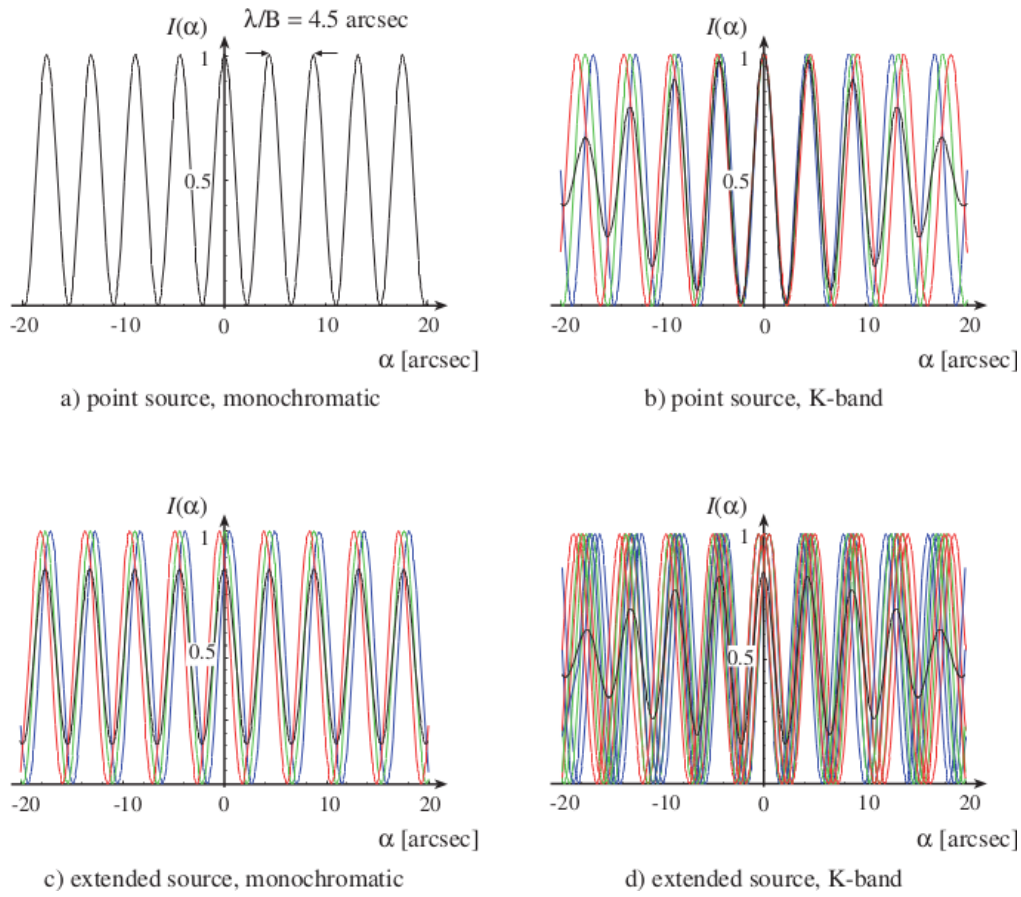 I(α)
λ/B = 4.5 arcsec
1
0.5
-20 -10 0 10 20
α [arcsec]
a) point source, monochromatic
I(α)
1
0.5
-20 -10 0 10 20
α [arcsec]
b) point source, K-band
I(α)
1
0.5
-20 -10 0 10 20
α [arcsec]
c) extended source, monochromatic
I(α)
1
0.5
-20 -10 0 10 20
α [arcsec]
d) extended source, K-band